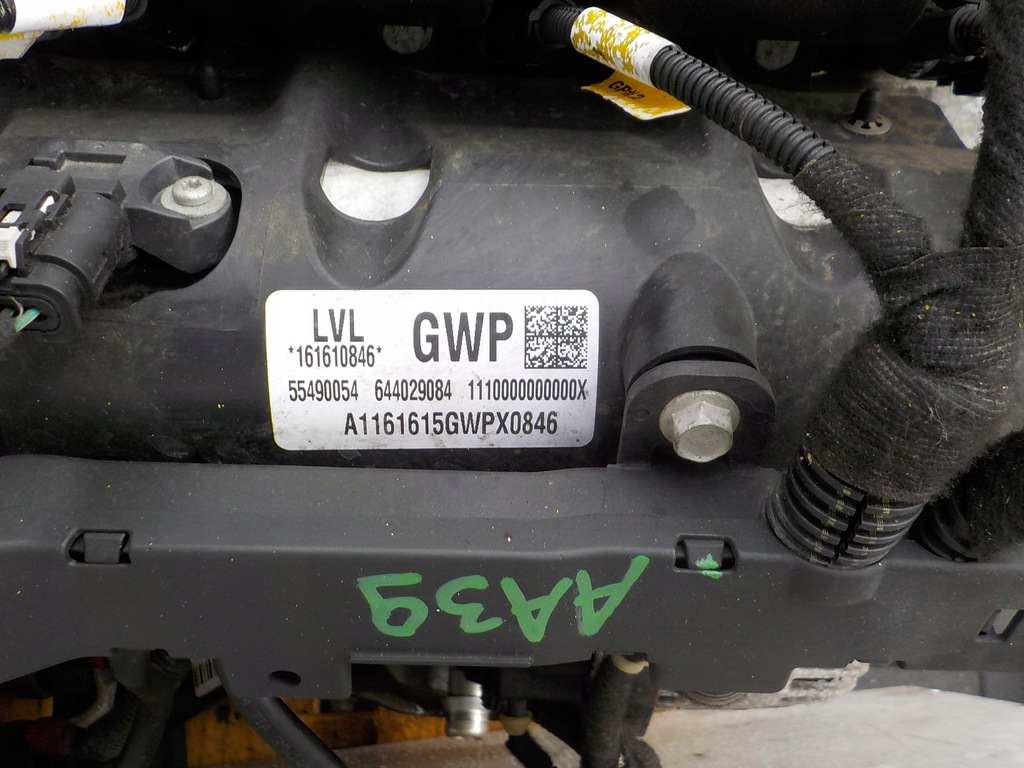 LVL GWP
*161610846*
55490054 644029084 1110000000000X
A1161615GWPX0846
AA39